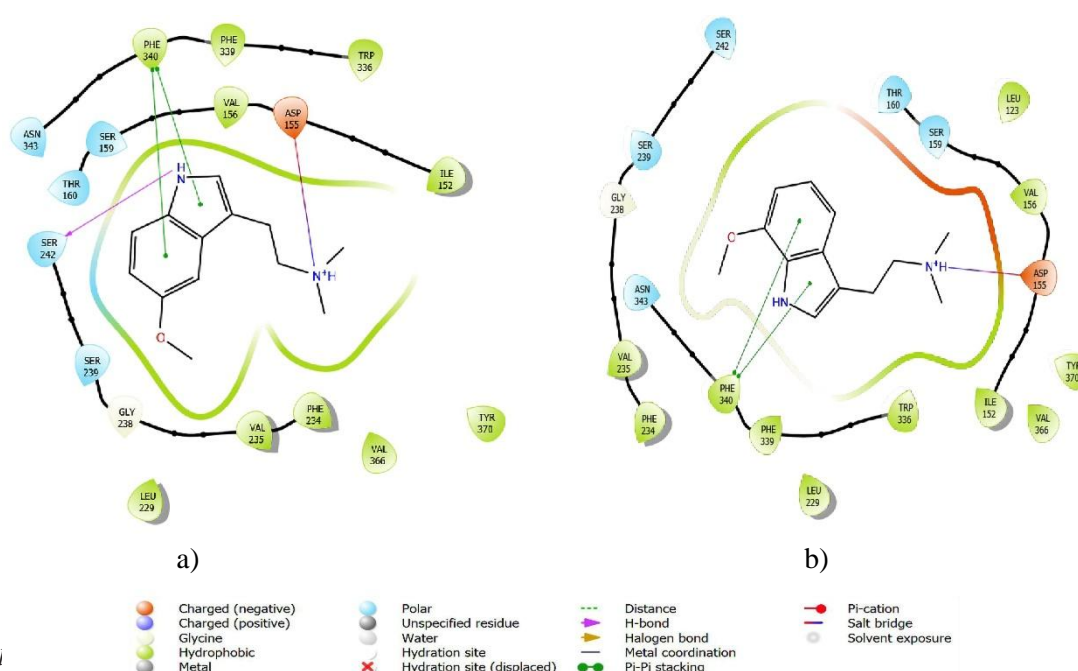 PHE 340
PHE 339
TRP 336
ASN 343
SER 159
VAL 156
ASP 155
THR 160
ILE 152
SER 242
H
N
N⁺H
O
SER 239
GLY 238
VAL 235
PHE 234
VAL 366
TYR 370
LEU 229
a)
SER 242
THR 160
LEU 123
SER 239
SER 159
GLY 238
VAL 156
O
N⁺H
ASP 155
ASN 343
HN
VAL 235
PHE 340
TYR 370
ILE 152
PHE 234
PHE 339
TRP 336
VAL 366
LEU 229
b)
Charged (negative)
Charged (positive)
Glycine
Hydrophobic
Metal
Polar
Unspecified residue
Water
Hydration site
Hydration site (displaced)
Distance
H-bond
Halogen bond
Metal coordination
Pi-Pi stacking
Pi-cation
Salt bridge
Solvent exposure